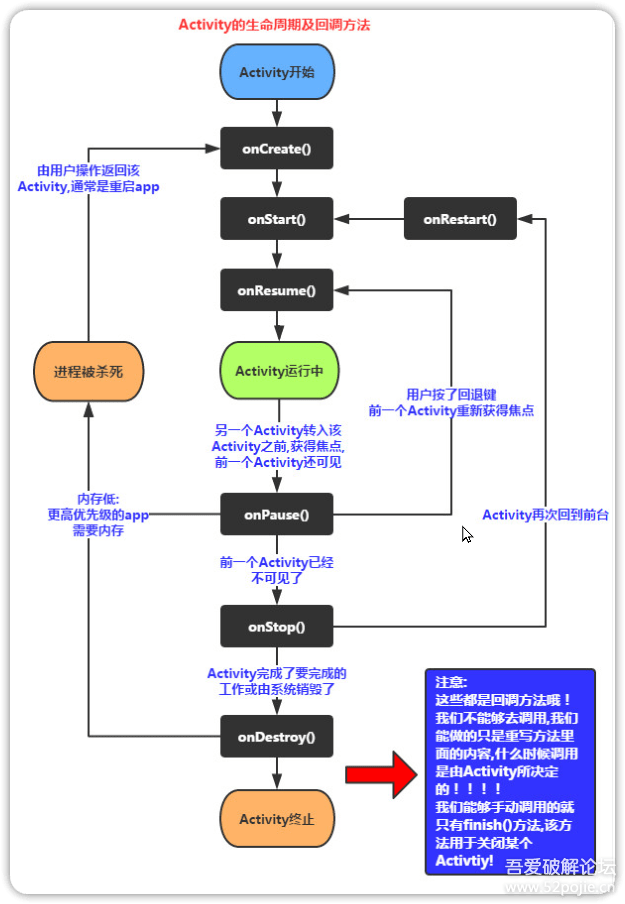 Activity的生命周期及回调方法
Activity开始
onCreate()
由用户操作返回该
Activity,通常是重启app
onStart()
onRestart()
onResume()
进程被杀死
Activity运行中
用户按了回退键
前一个Activity重新获得焦点
另一个Activity转入该
Activity之前,获得焦点,
前一个Activity还可见
内存低:
更高优先级的app
需要内存
onPause()
Activity再次回到前台
前一个Activity已经
不可见了
onStop()
Activity完成了要完成的
工作或由系统销毁了
onDestroy()
Activity终止
注意:
这些都是回调方法哦！
我们不能够去调用,我们
能做的只是重写方法里
面的内容,什么时候调用
是由Activity所决定
的！！！！
我们能够手动调用的就
只有finish()方法,该方
法用于关闭某个
Activtiy!
吾爱破解论坛
www.52pojie.cn